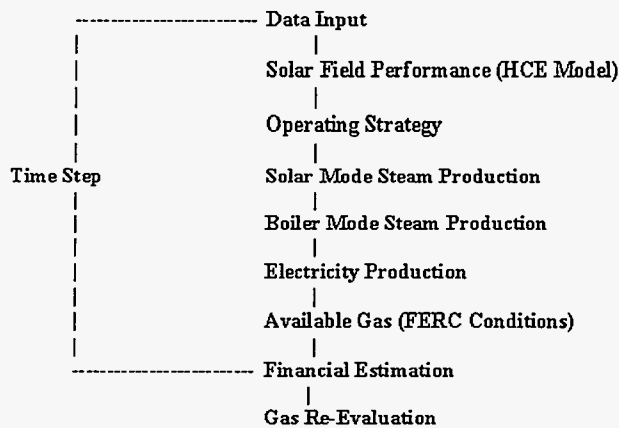 Data Input
Solar Field Performance (HCE Model)
Operating Strategy
Time Step
Solar Mode Steam Production
Boiler Mode Steam Production
Electricity Production
Available Gas (FERC Conditions)
Financial Estimation
Gas Re-Evaluation